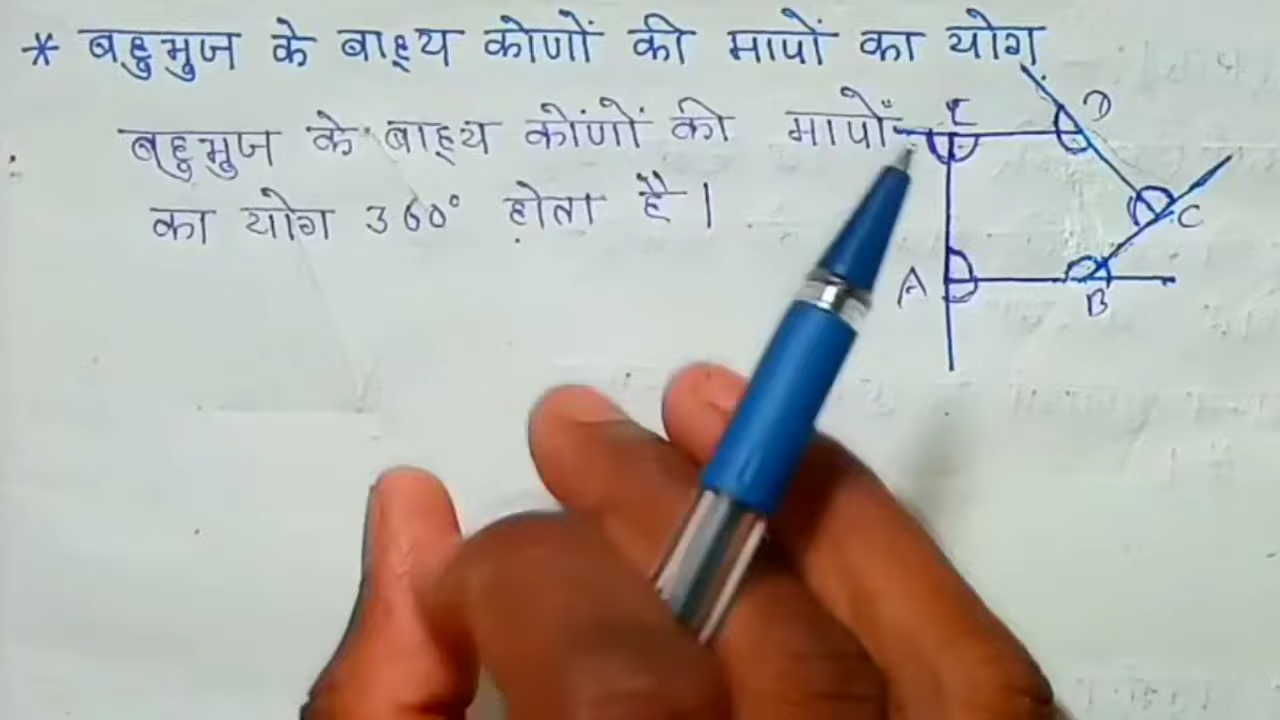 * बहुभुज के बाह्य कोणों की मापों का योग
बहुभुज के बाह्य कोंणों की मापों
का योग 360° होता है।
E
D
C
A
B